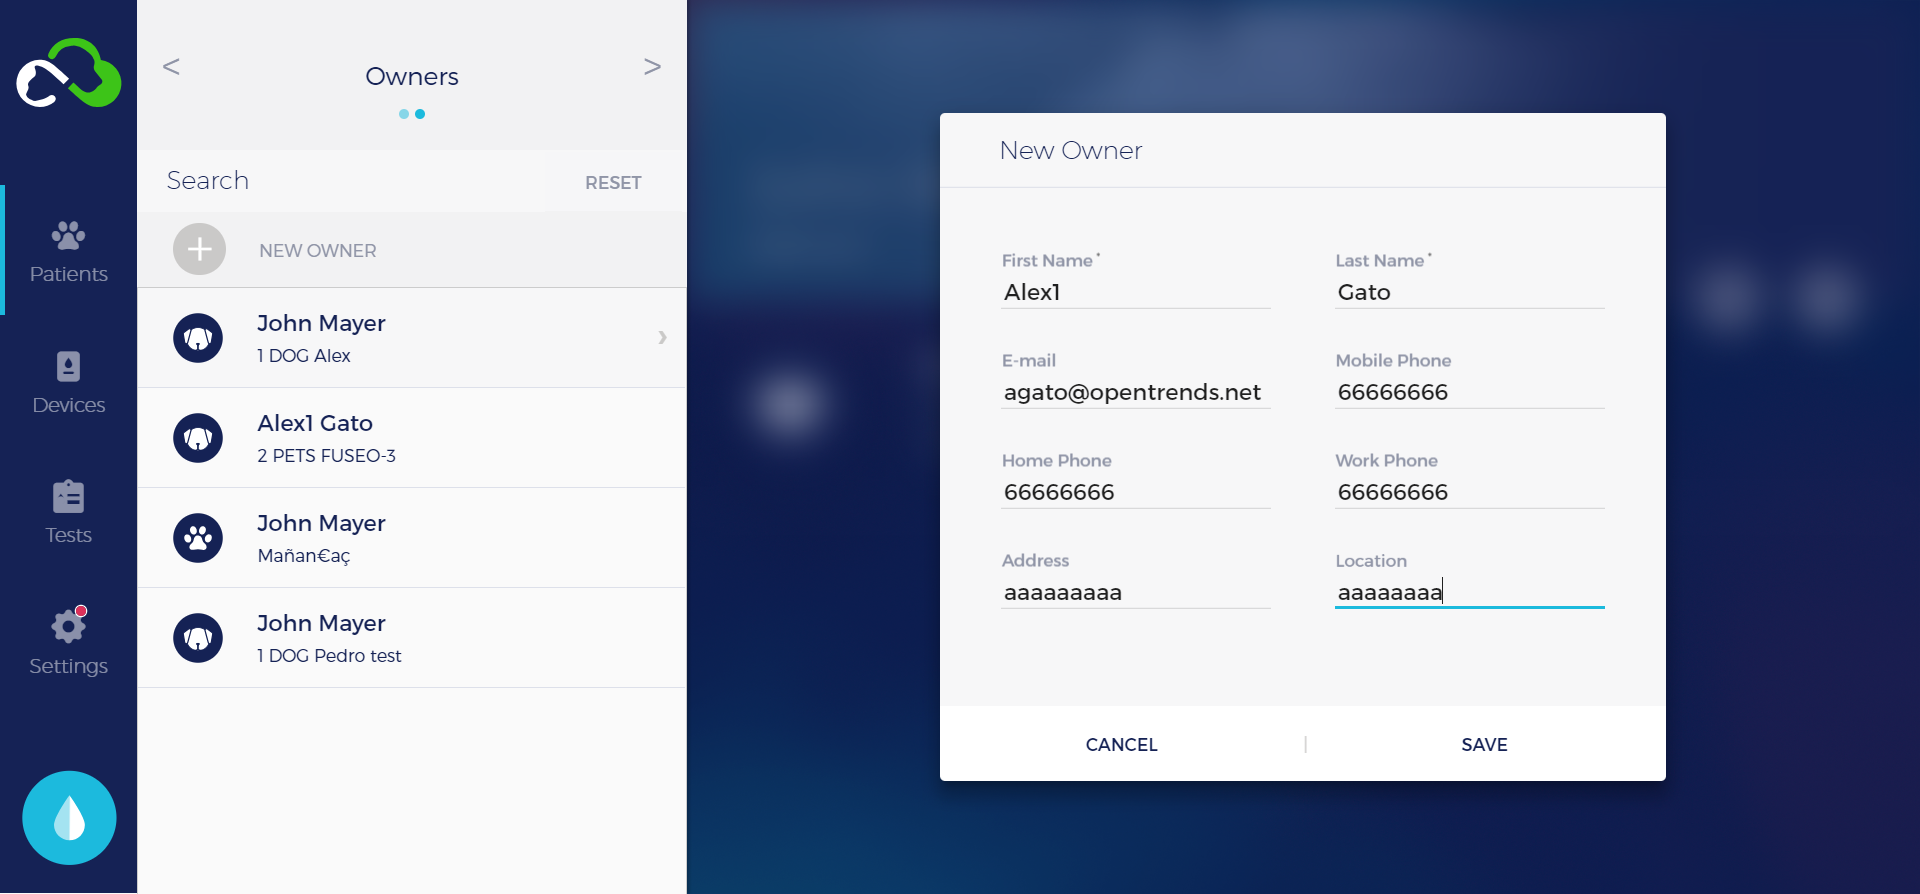 Patients
Devices
Tests
Settings
<
Owners
>
Search
RESET
NEW OWNER
John Mayer
1 DOG Alex
Alex1 Gato
2 PETS FUSEO-3
John Mayer
Mañan€aç
John Mayer
1 DOG Pedro test
New Owner
First Name*
Last Name*
Alex1
Gato
E-mail
Mobile Phone
agato@opentrends.net
66666666
Home Phone
Work Phone
66666666
66666666
Address
Location
aaaaaaaaa
aaaaaaaa
CANCEL
SAVE